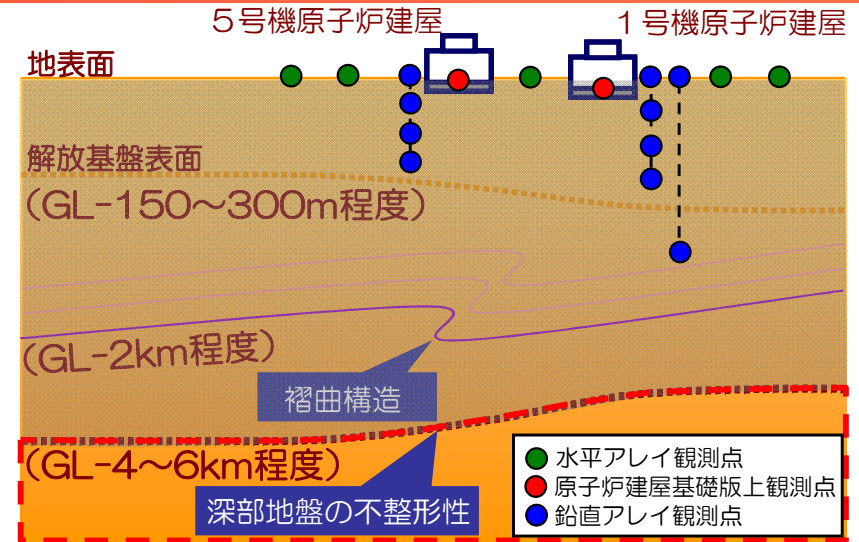 5号機原子炉建屋
1号機原子炉建屋
地表面
解放基盤表面
(GL-150〜300m程度)
(GL-2km程度)
褶曲構造
(GL-4〜6km程度)
深部地盤の不整形性
水平アレイ観測点
原子炉建屋基礎版上観測点
鉛直アレイ観測点